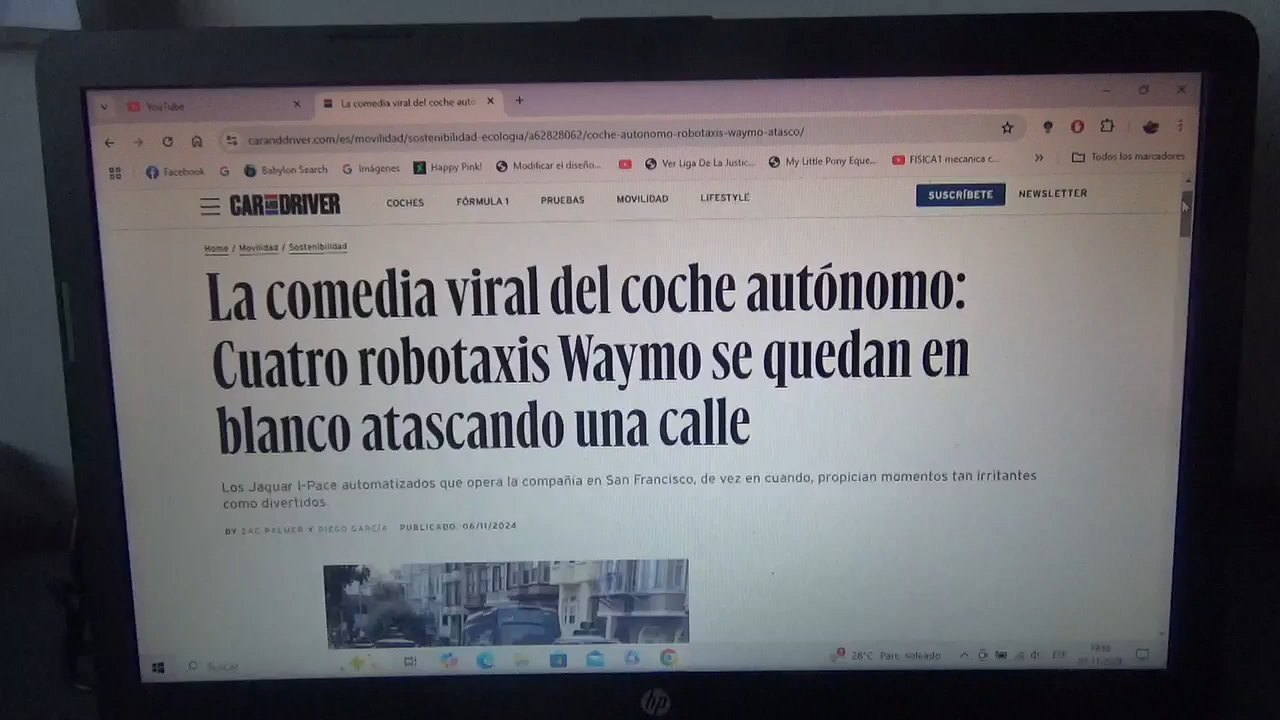 YouTube
La comedia viral del coche autó
caranddriver.com/es/movilidad/sostenibilidad-ecologia/a62828062/coche-autonomo-robotaxis-waymo-atasco/
Facebook
Babylon Search
Imágenes
Happy Pink!
Modificar el diseño...
Ver Liga De La Justic...
My Little Pony Eque...
FISICA1 mecanica c...
Todos los marcadores
CAR AND DRIVER
COCHES
FÓRMULA 1
PRUEBAS
MOVILIDAD
LIFESTYLE
SUSCRÍBETE
NEWSLETTER
Home / Movilidad / Sostenibilidad
La comedia viral del coche autónomo:
Cuatro robotaxis Waymo se quedan en
blanco atascando una calle
Los Jaguar I-Pace automatizados que opera la compañía en San Francisco, de vez en cuando, propician momentos tan irritantes
como divertidos.
BY ZAC PALMER Y DIEGO GARCÍA PUBLICADO: 06/11/2024
Buscar
28°C Parc. soleado
ESP
hp